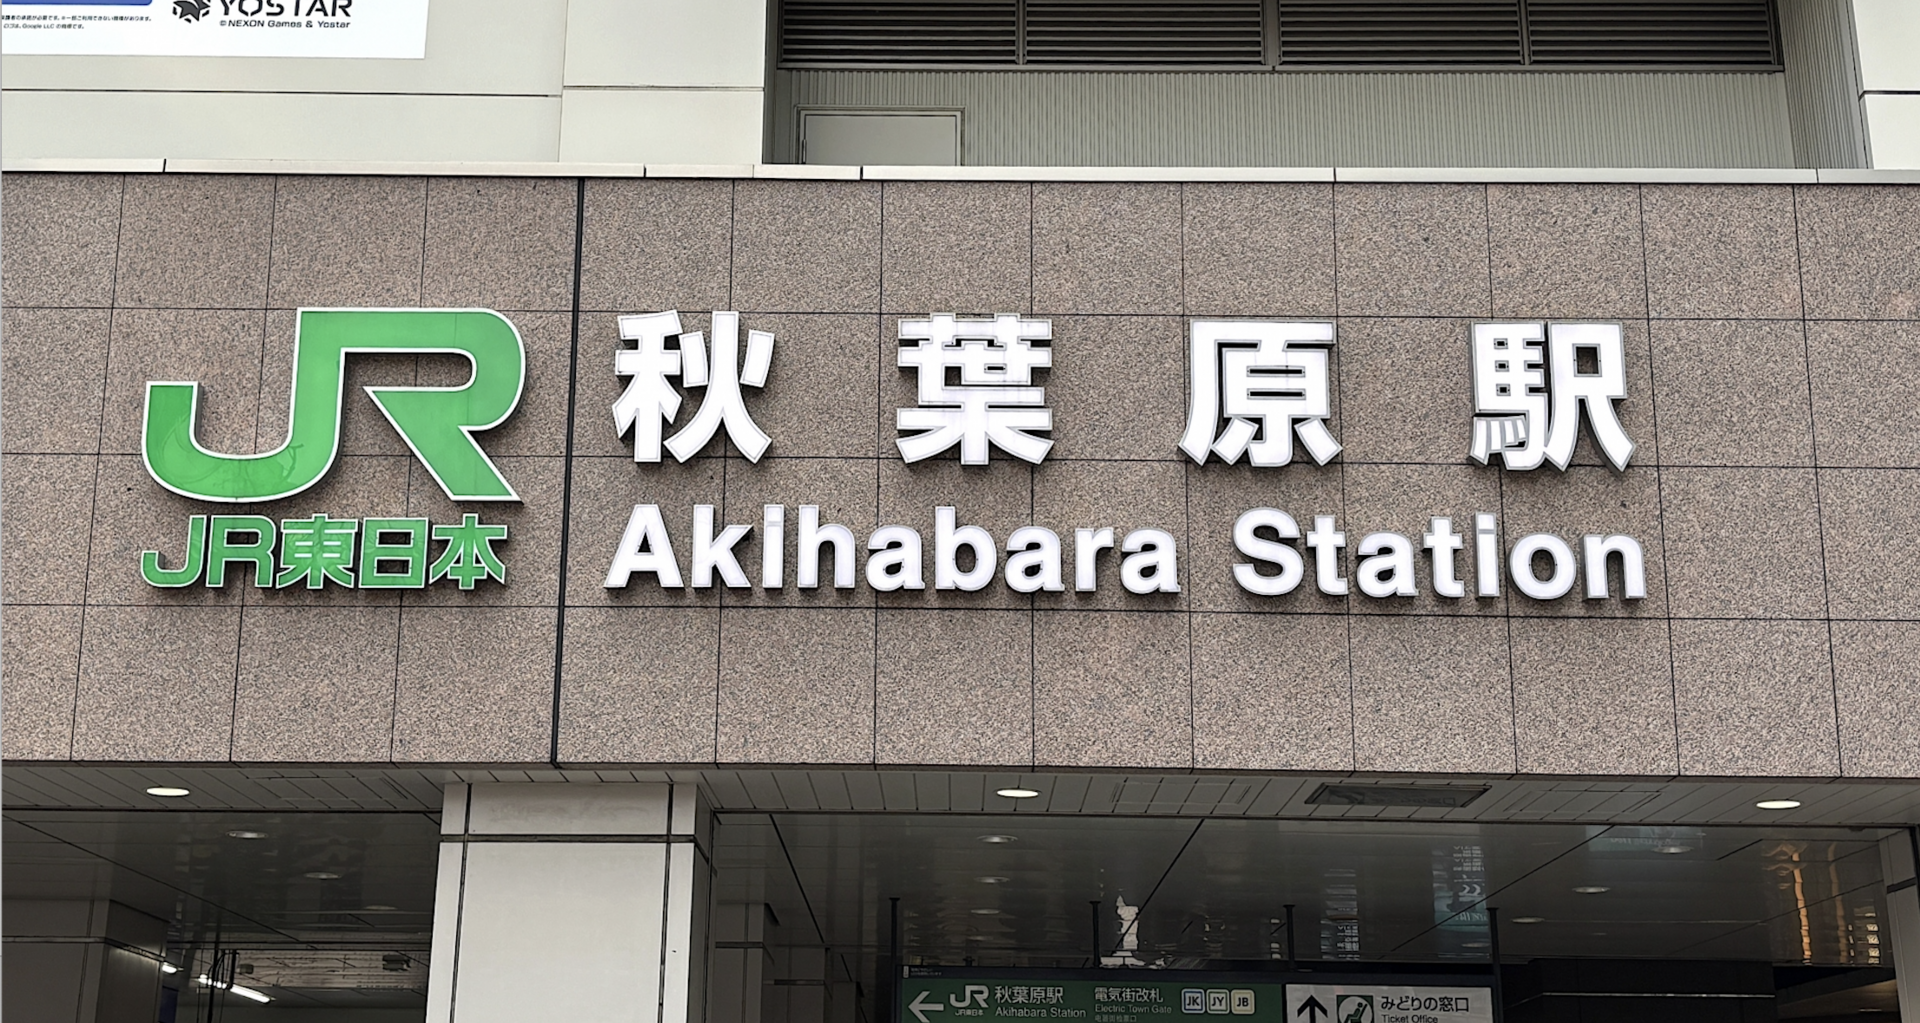 YOSTAR
©NEXON Games & Yostar
JR
JR東日本
秋葉原駅
Akihabara Station
JR
JR東日本
秋葉原駅
Akihabara Station
電気街改札
Electric Town Gate
JK JY JB
みどりの窓口
Ticket Office